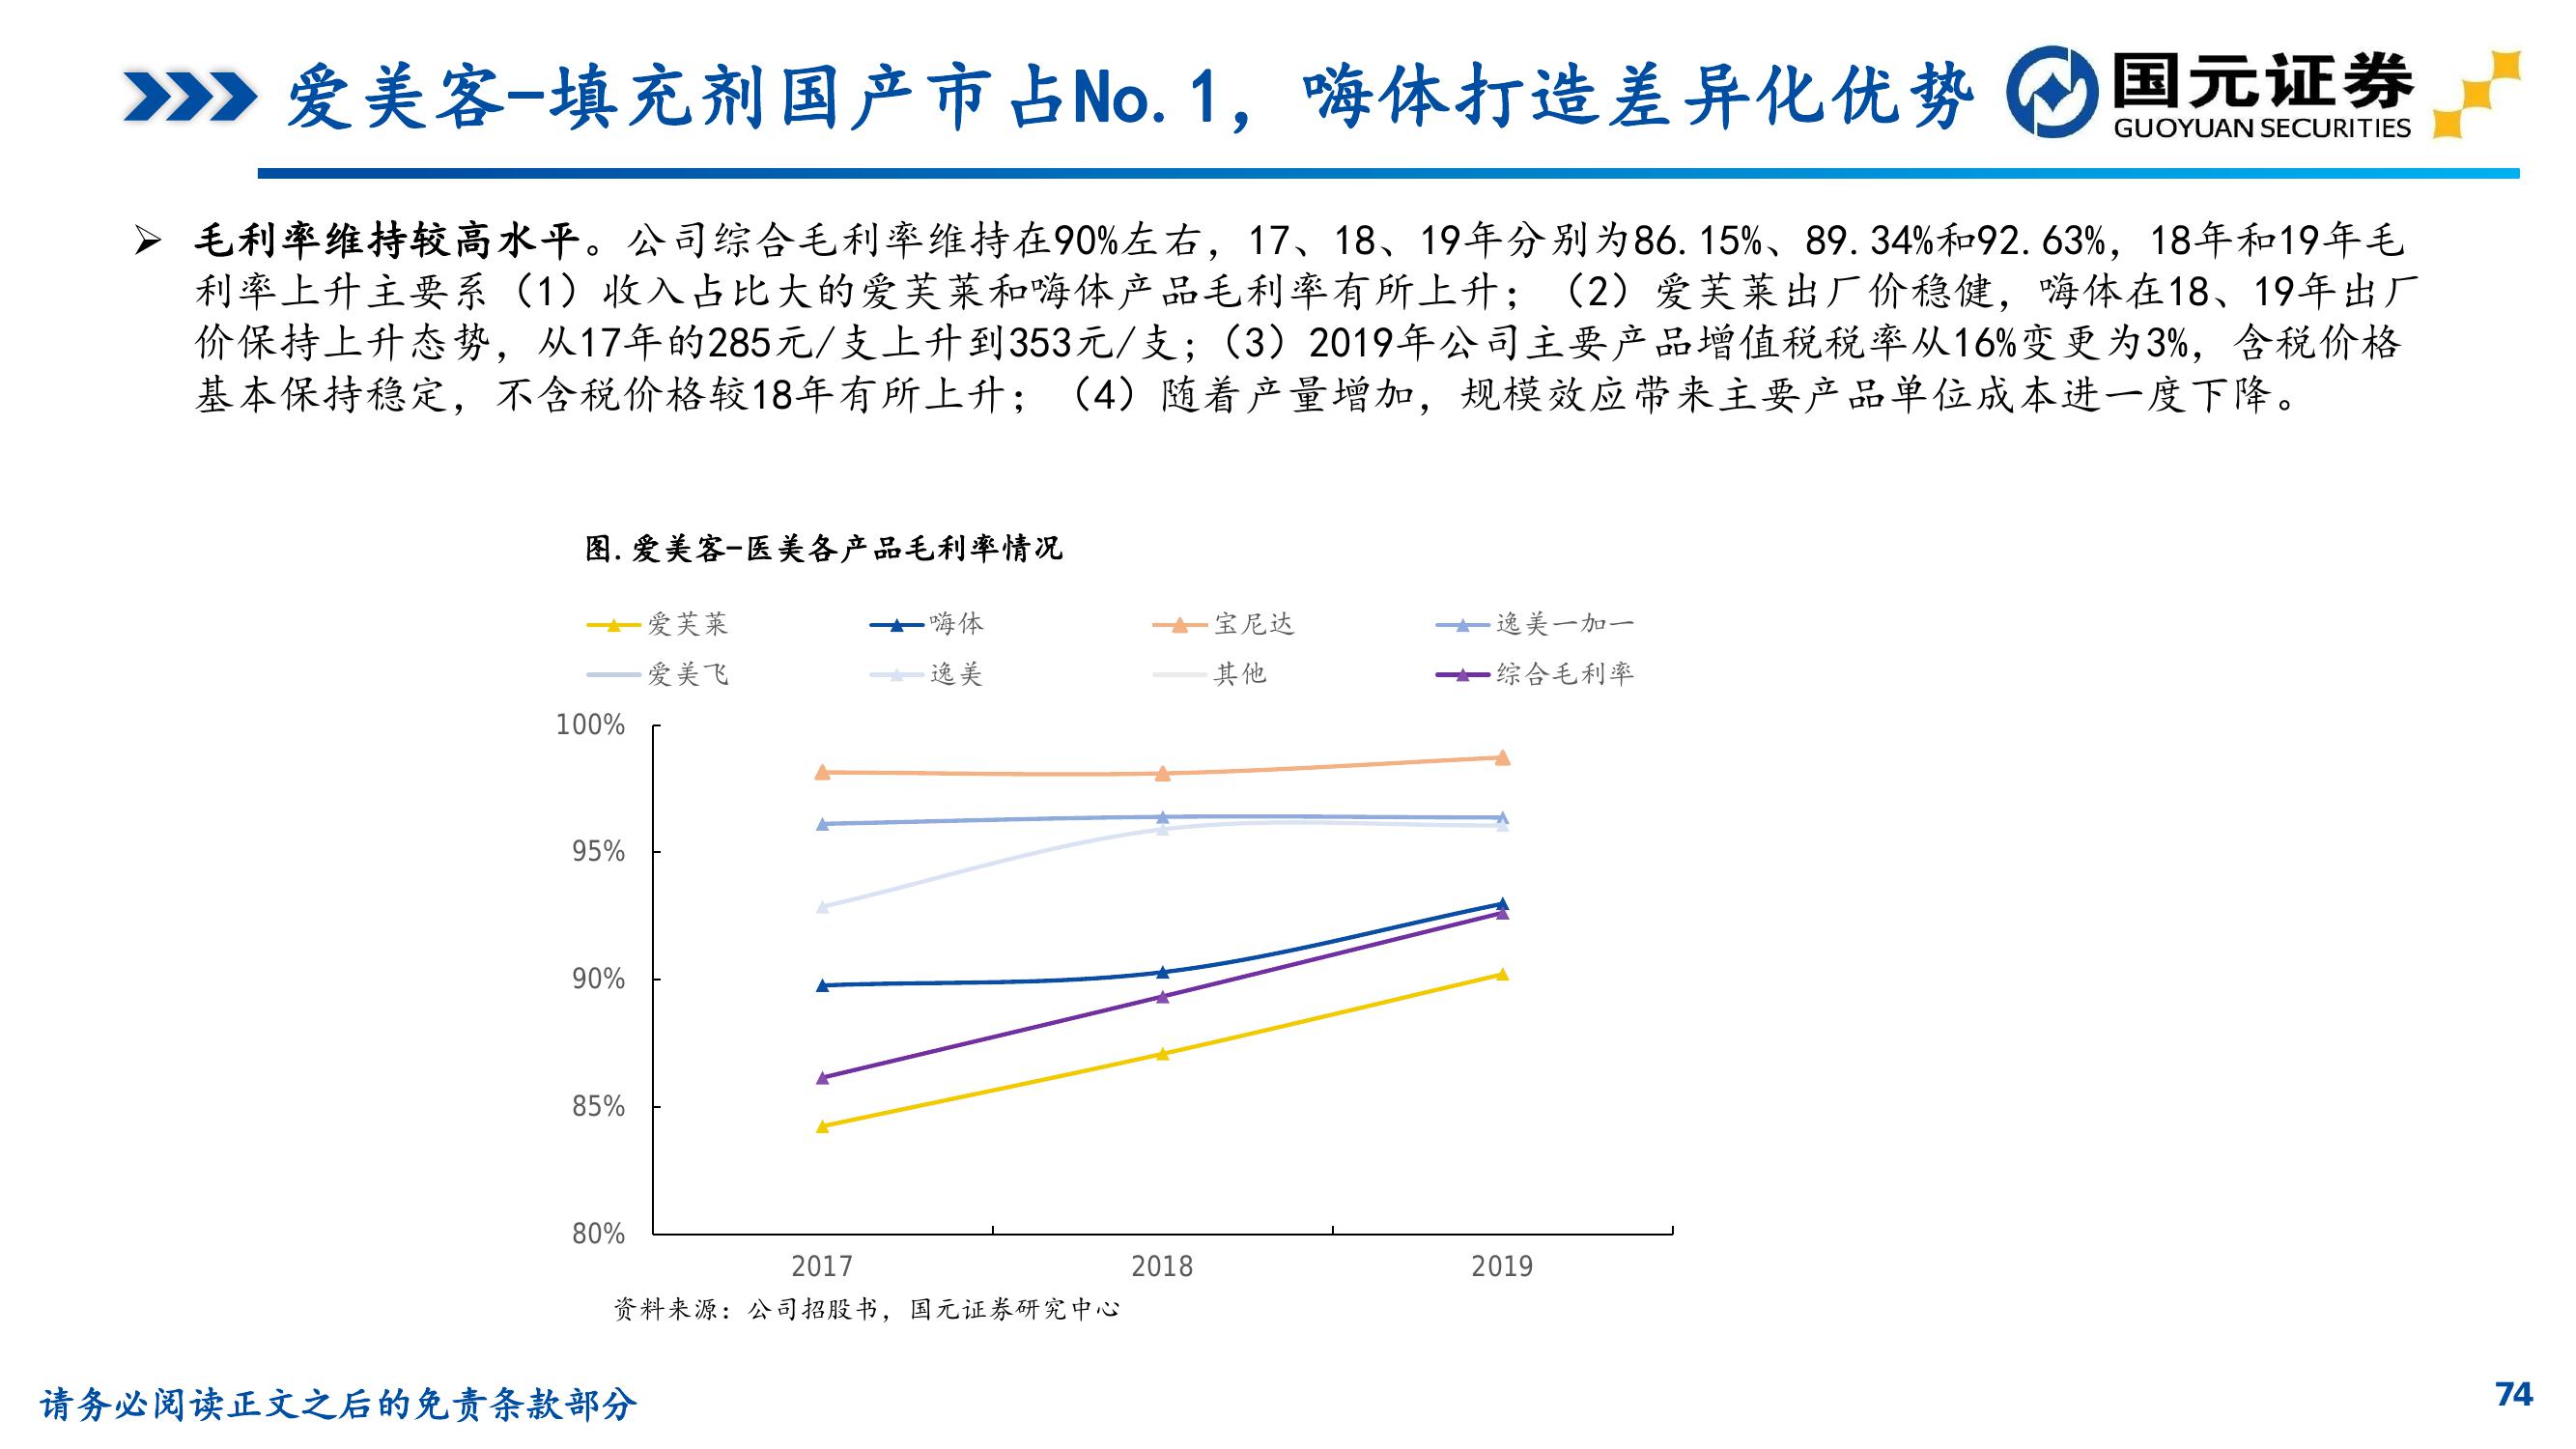 爱美客-填充剂国产市占No.1，嗨体打造差异化优势
国元证券
GUOYUAN SECURITIES
毛利率维持较高水平。公司综合毛利率维持在90%左右，17、18、19年分别为86.15%、89.34%和92.63%，18年和19年毛
利率上升主要系（1）收入占比大的爱芙莱和嗨体产品毛利率有所上升；（2）爱芙莱出厂价稳健，嗨体在18、19年出厂
价保持上升态势，从17年的285元/支上升到353元/支；（3）2019年公司主要产品增值税税率从16%变更为3%，含税价格
基本保持稳定，不含税价格较18年有所上升；（4）随着产量增加，规模效应带来主要产品单位成本进一度下降。
图.爱美客-医美各产品毛利率情况
爱芙莱 嗨体 宝尼达 逸美一加一
爱美飞 逸美 其他 综合毛利率
100%
95%
90%
85%
80%
2017 2018 2019
资料来源：公司招股书，国元证券研究中心
请务必阅读正文之后的免责条款部分
74